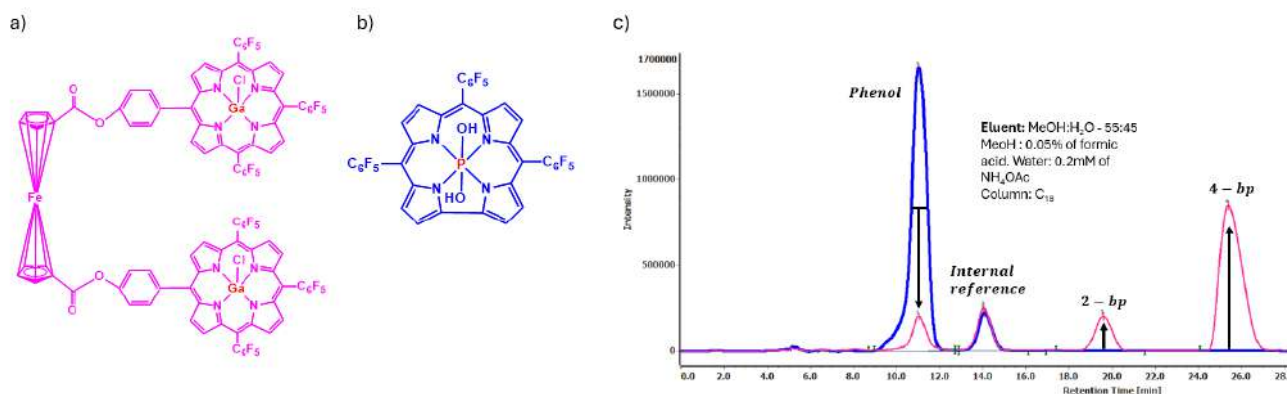 a)
C₆F₅
Cl
N
N
Ga
N
N
C₆F₅
C₆F₅
O
O
Fe
O
O
C₆F₅
Cl
N
N
Ga
N
N
C₆F₅
C₆F₅
b)
C₆F₅
OH
N
N
C₆F₅
P
C₆F₅
N
N
HO
c)
1700000
1500000
1000000
500000
0
Intensity
Phenol
Internal
reference
2 - bp
4 - bp
Eluent: MeOH:H₂O - 55:45
MeOH : 0.05% of formic
acid. Water: 0.2mM of
NH₄OAc
Column: C₁₈
0.0 2.0 4.0 6.0 8.0 10.0 12.0 14.0 16.0 18.0 20.0 22.0 24.0 26.0 28.
Retention Time [min]